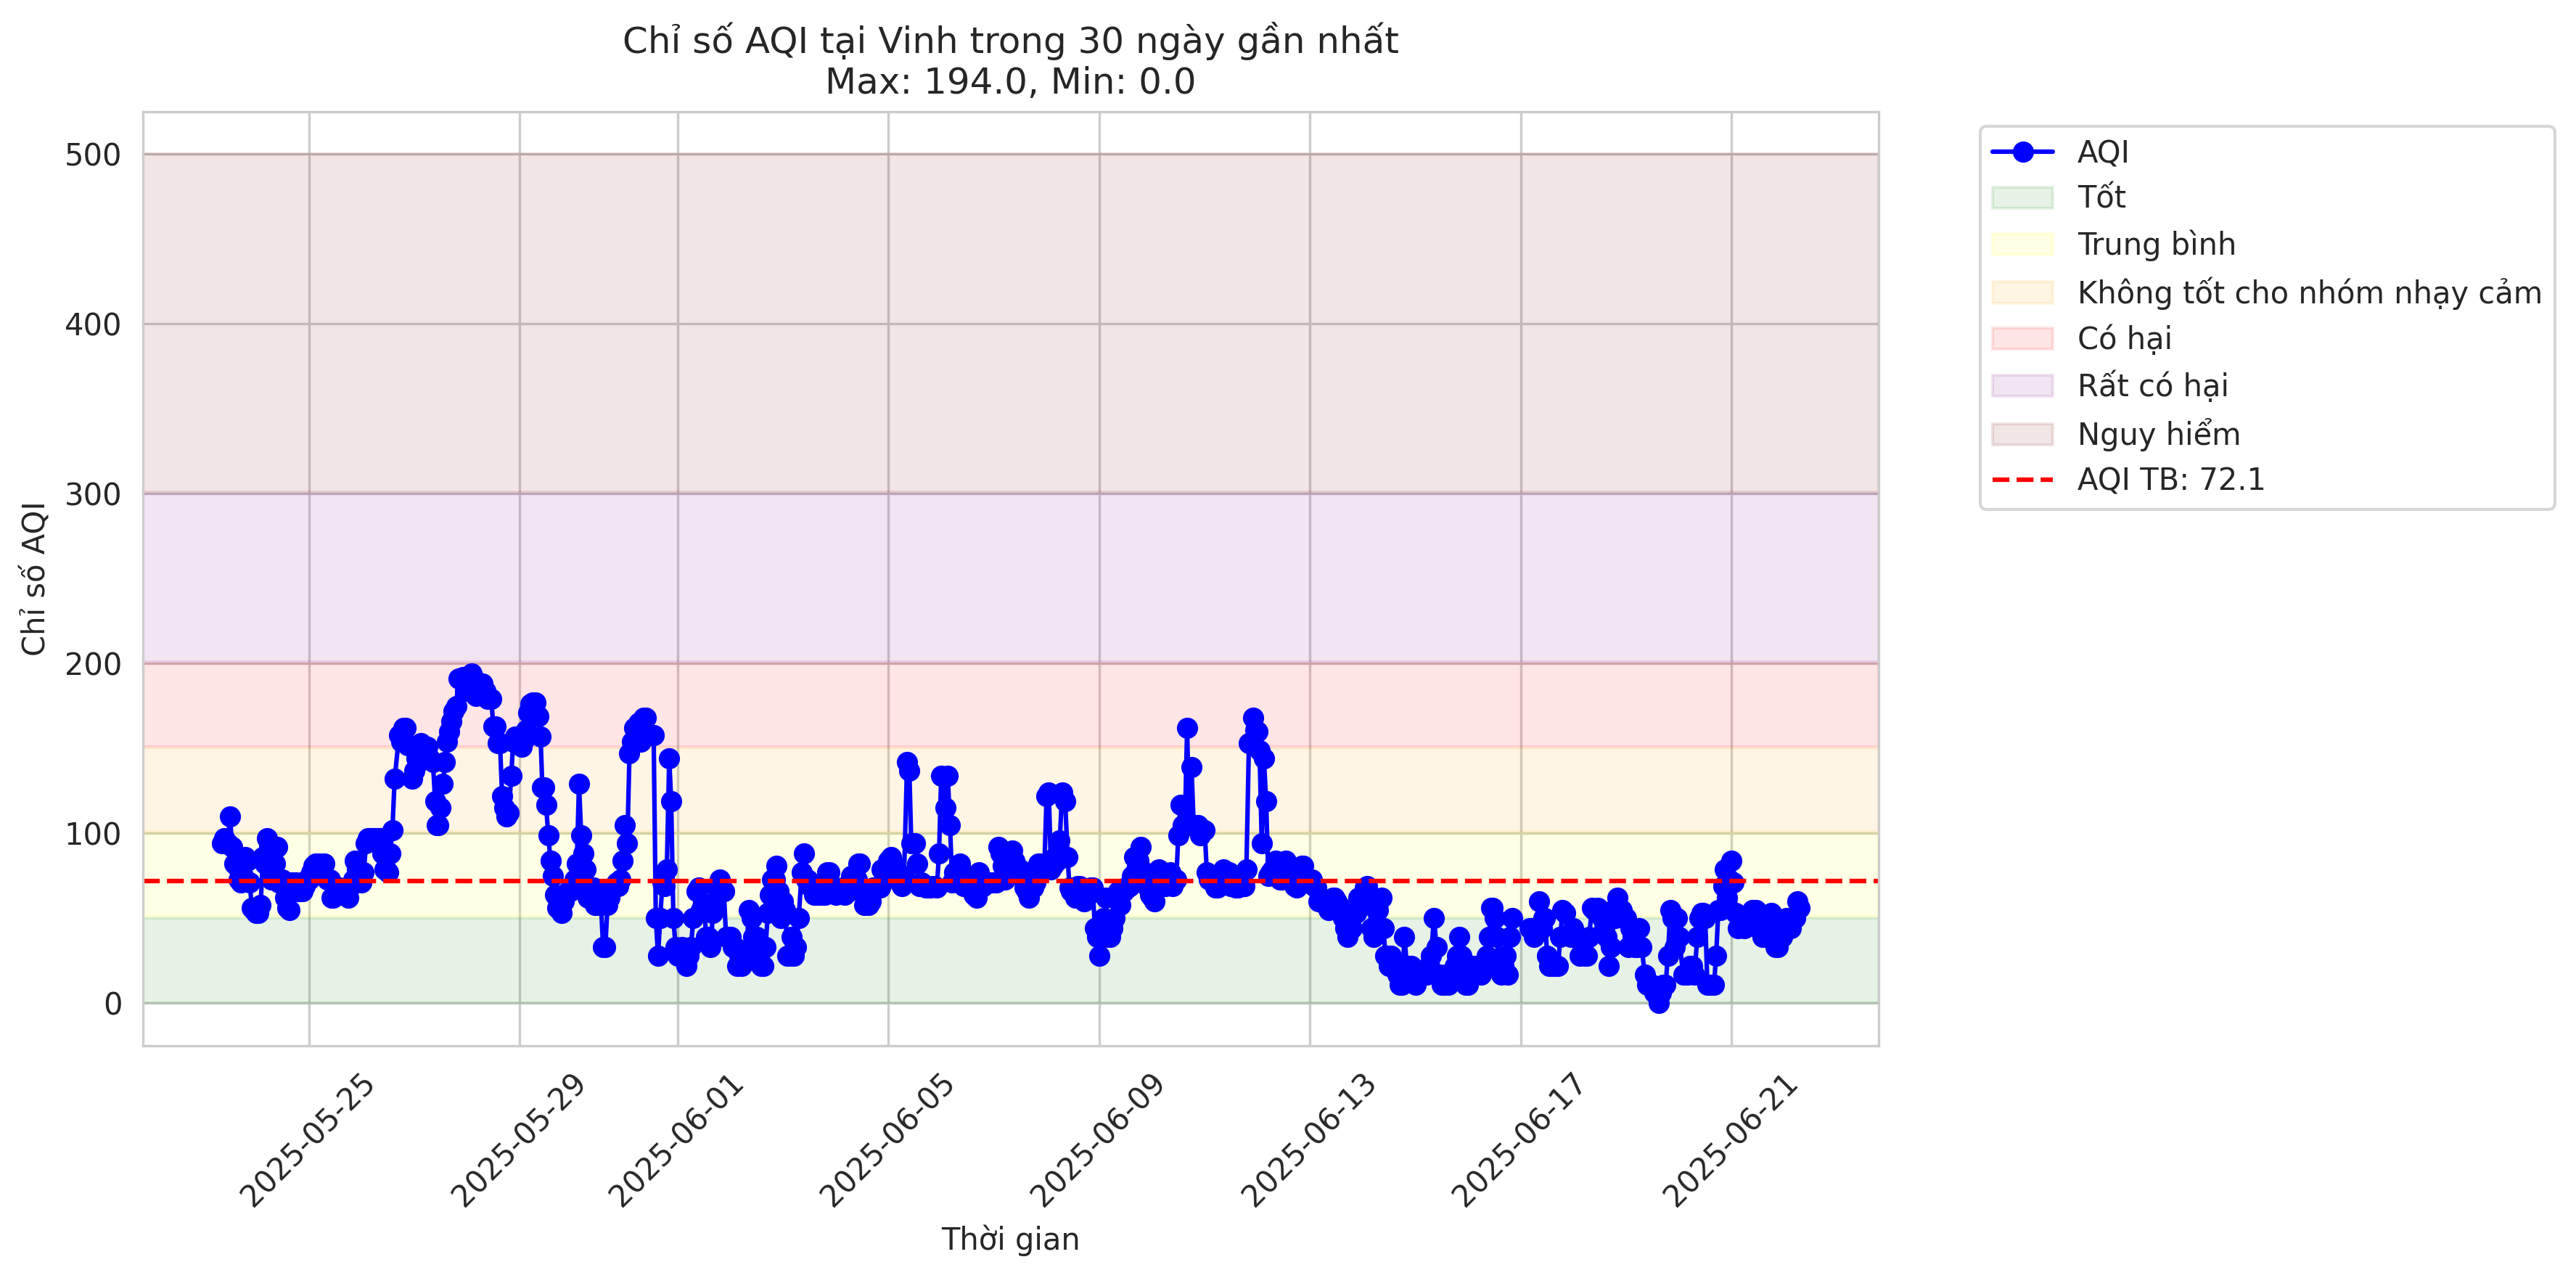 Chỉ số AQI tại Vinh trong 30 ngày gần nhất
Max: 194.0, Min: 0.0
500
400
300
200
100
0
Chỉ số AQI
2025-05-25
2025-05-29
2025-06-01
2025-06-05
2025-06-09
2025-06-13
2025-06-17
2025-06-21
Thời gian
AQI
Tốt
Trung bình
Không tốt cho nhóm nhạy cảm
Có hại
Rất có hại
Nguy hiểm
AQI TB: 72.1